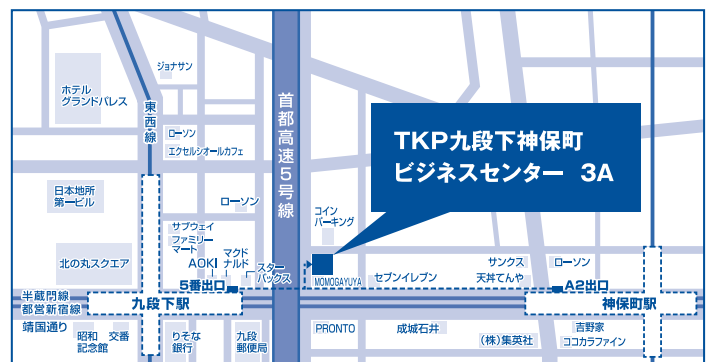 ジョナサン
ホテル
グランドパレス
東西線
首都高速5号線
ローソン
エクセルシオールカフェ
TKP九段下神保町
ビジネスセンター 3A
日本地所
第一ビル
ローソン
コイン
パーキング
サブウェイ
ファミリー
マート
北の丸スクエア
AOKI
マクド
ナルド
スター
バックス
MOMOGAYUYA
セブンイレブン
サンクス
天丼てんや
ローソン
5番出口
A2出口
半蔵門線
都営新宿線
九段下駅
神保町駅
靖国通り
昭和
記念館
交番
りそな
銀行
九段
郵便局
PRONTO
成城石井
(株)集英社
吉野家
ココカラファイン